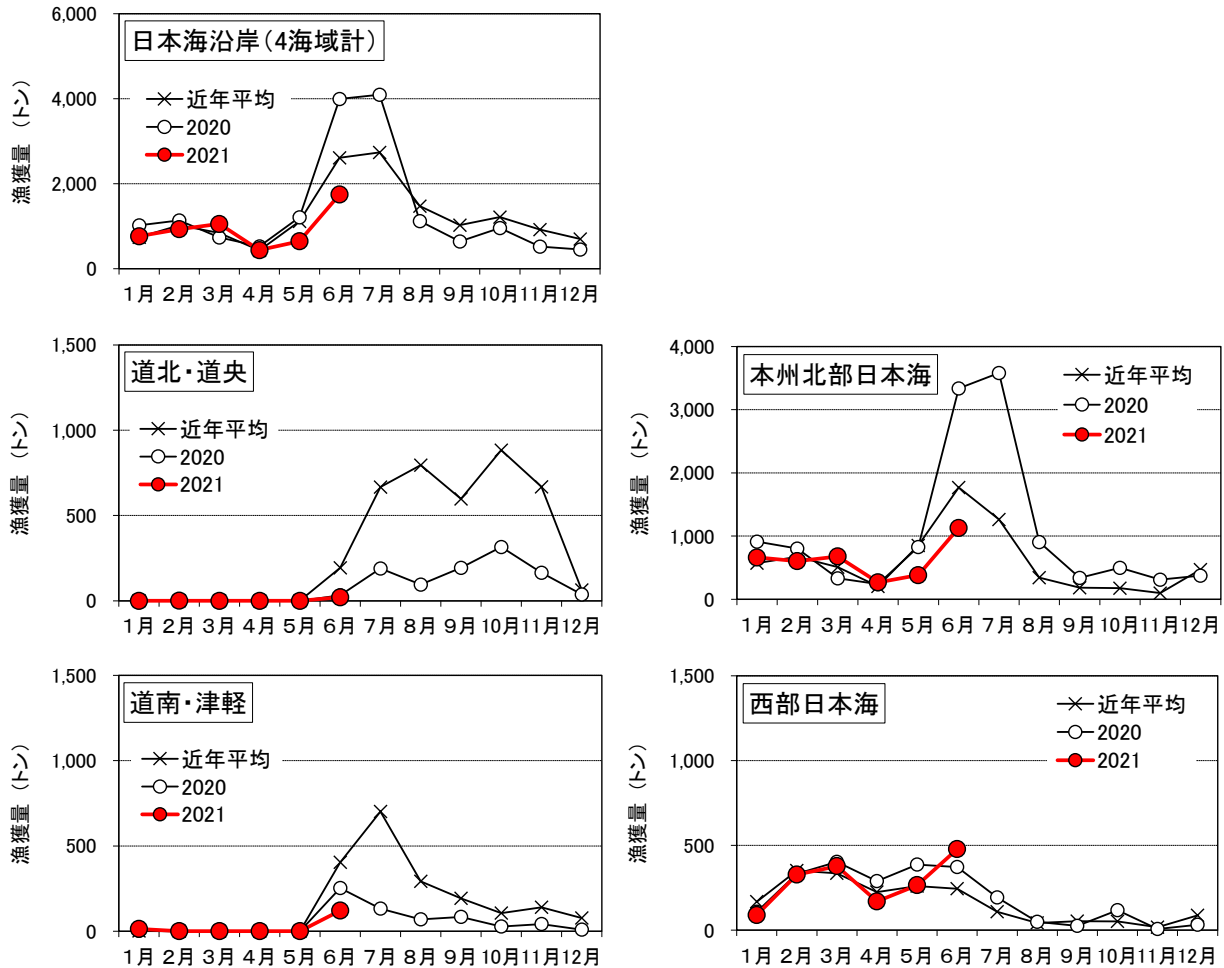 日本海沿岸(4海域計)
漁獲量 (トン)
6,000
4,000
2,000
0
近年平均
2020
2021
1月 2月 3月 4月 5月 6月 7月 8月 9月 10月 11月 12月
道北・道央
漁獲量 (トン)
1,500
1,000
500
0
近年平均
2020
2021
1月 2月 3月 4月 5月 6月 7月 8月 9月 10月 11月 12月
本州北部日本海
漁獲量 (トン)
4,000
3,000
2,000
1,000
0
近年平均
2020
2021
1月 2月 3月 4月 5月 6月 7月 8月 9月 10月 11月 12月
道南・津軽
漁獲量 (トン)
1,500
1,000
500
0
近年平均
2020
2021
1月 2月 3月 4月 5月 6月 7月 8月 9月 10月 11月 12月
西部日本海
漁獲量 (トン)
1,500
1,000
500
0
近年平均
2020
2021
1月 2月 3月 4月 5月 6月 7月 8月 9月 10月 11月 12月